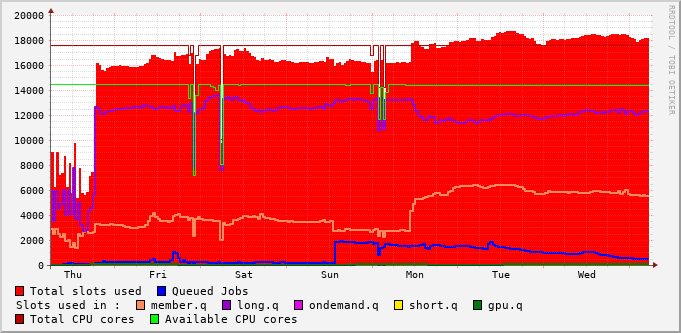 20000
18000
16000
14000
12000
10000
8000
6000
4000
2000
0
Thu Fri Sat Sun Mon Tue Wed
RRDTOOL / TOBI OETIKER
Total slots used Queued Jobs
Slots used in : member.q long.q ondemand.q short.q gpu.q
Total CPU cores Available CPU cores